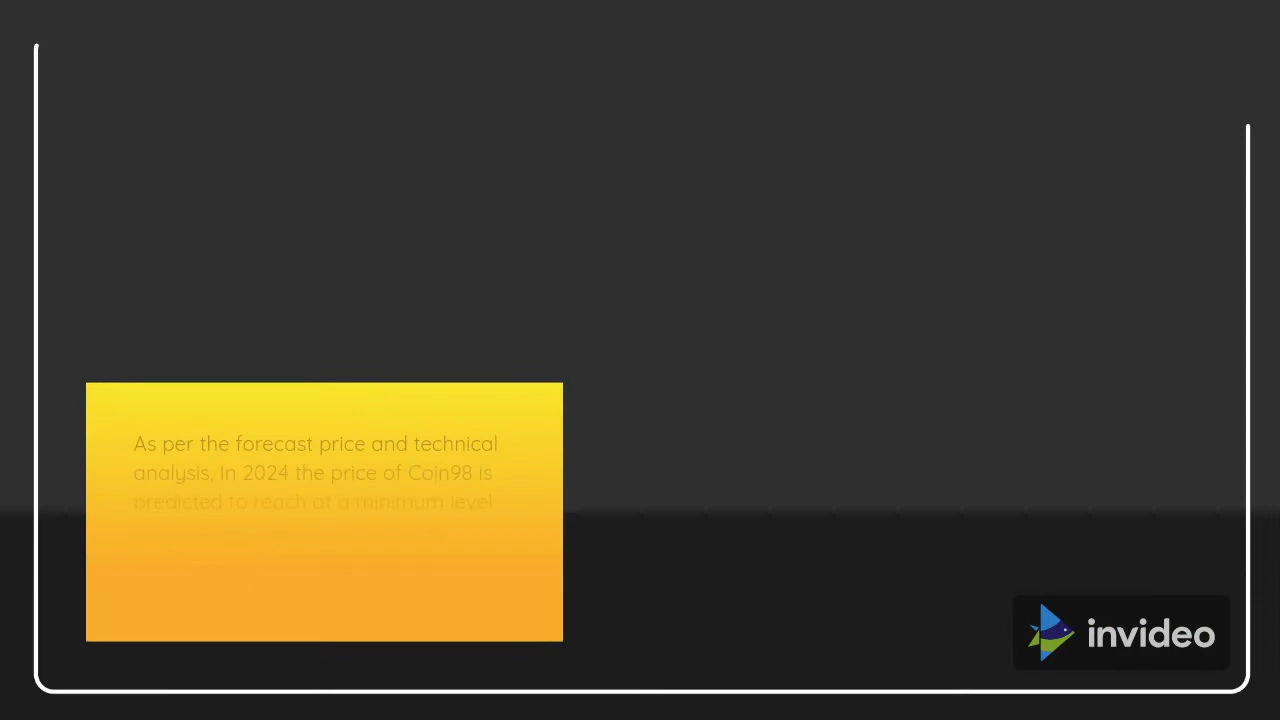 As per the forecast price and technical
analysis, In 2024 the price of Coin98 is
predicted to reach at a minimum level
invideo